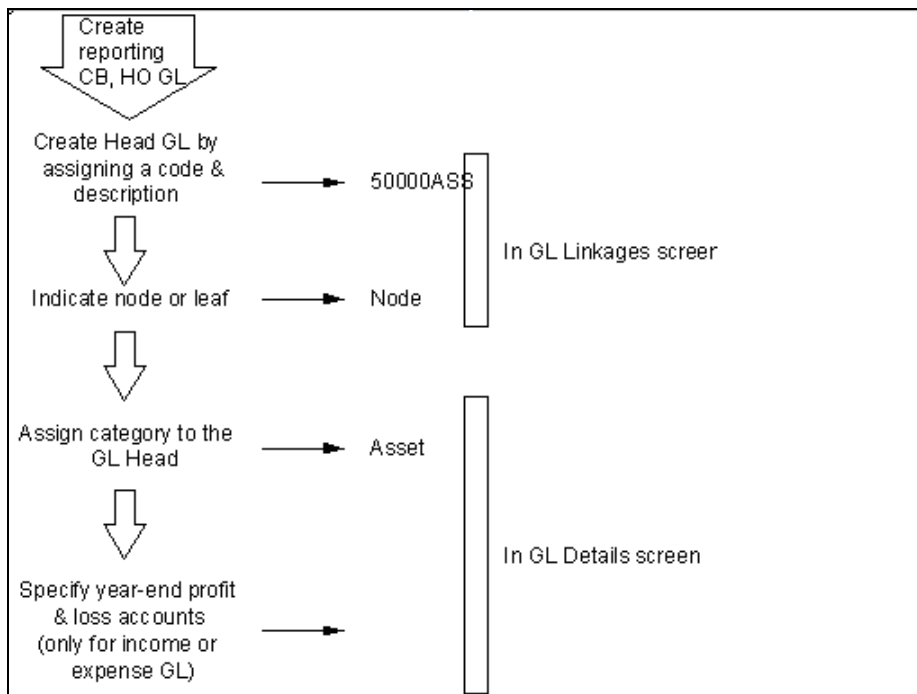 Create
reporting
CB, HO GL
Create Head GL by
assigning a code &
description
50000ASS
In GL Linkages screer
Indicate node or leaf
Node
Assign category to the
GL Head
Asset
In GL Details screen
Specify year-end profit
& loss accounts
(only for income or
expense GL)